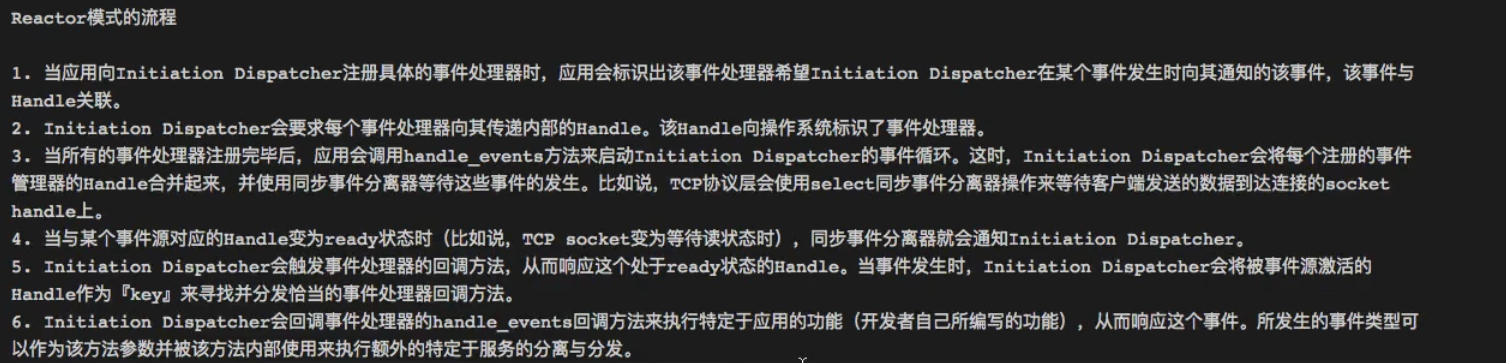 Reactor模式的流程
1. 当应用向Initiation Dispatcher注册具体的事件处理器时，应用会标识出该事件处理器希望Initiation Dispatcher在某个事件发生时向其通知的该事件，该事件与
Handle关联。
2. Initiation Dispatcher会要求每个事件处理器向其传递内部的Handle。该Handle向操作系统标识了事件处理器。
3. 当所有的事件处理器注册完毕后，应用会调用handle_events方法来启动Initiation Dispatcher的事件循环。这时，Initiation Dispatcher会将每个注册的事件
管理器的Handle合并起来，并使用同步事件分离器等待这些事件的发生。比如说，TCP协议层会使用select同步事件分离器操作来等待客户端发送的数据到达连接的socket
handle上。
4. 当与某个事件源对应的Handle变为ready状态时（比如说，TCP socket变为等待读状态时），同步事件分离器就会通知Initiation Dispatcher。
5. Initiation Dispatcher会触发事件处理器的回调方法，从而响应这个处于ready状态的Handle。当事件发生时，Initiation Dispatcher会将被事件源激活的
Handle作为『key』来寻找并分发恰当的事件处理器回调方法。
6. Initiation Dispatcher会回调事件处理器的handle_events回调方法来执行特定于应用的功能（开发者自己所编写的功能），从而响应这个事件。所发生的事件类型可
以作为该方法参数并被该方法内部使用来执行额外的特定于服务的分离与分发。